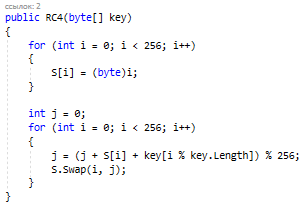 ссылок: 2
public RC4(byte[] key)
{
    for (int i = 0; i < 256; i++)
    {
        S[i] = (byte)i;
    }

    int j = 0;
    for (int i = 0; i < 256; i++)
    {
        j = (j + S[i] + key[i % key.Length]) % 256;
        S.Swap(i, j);
    }
}